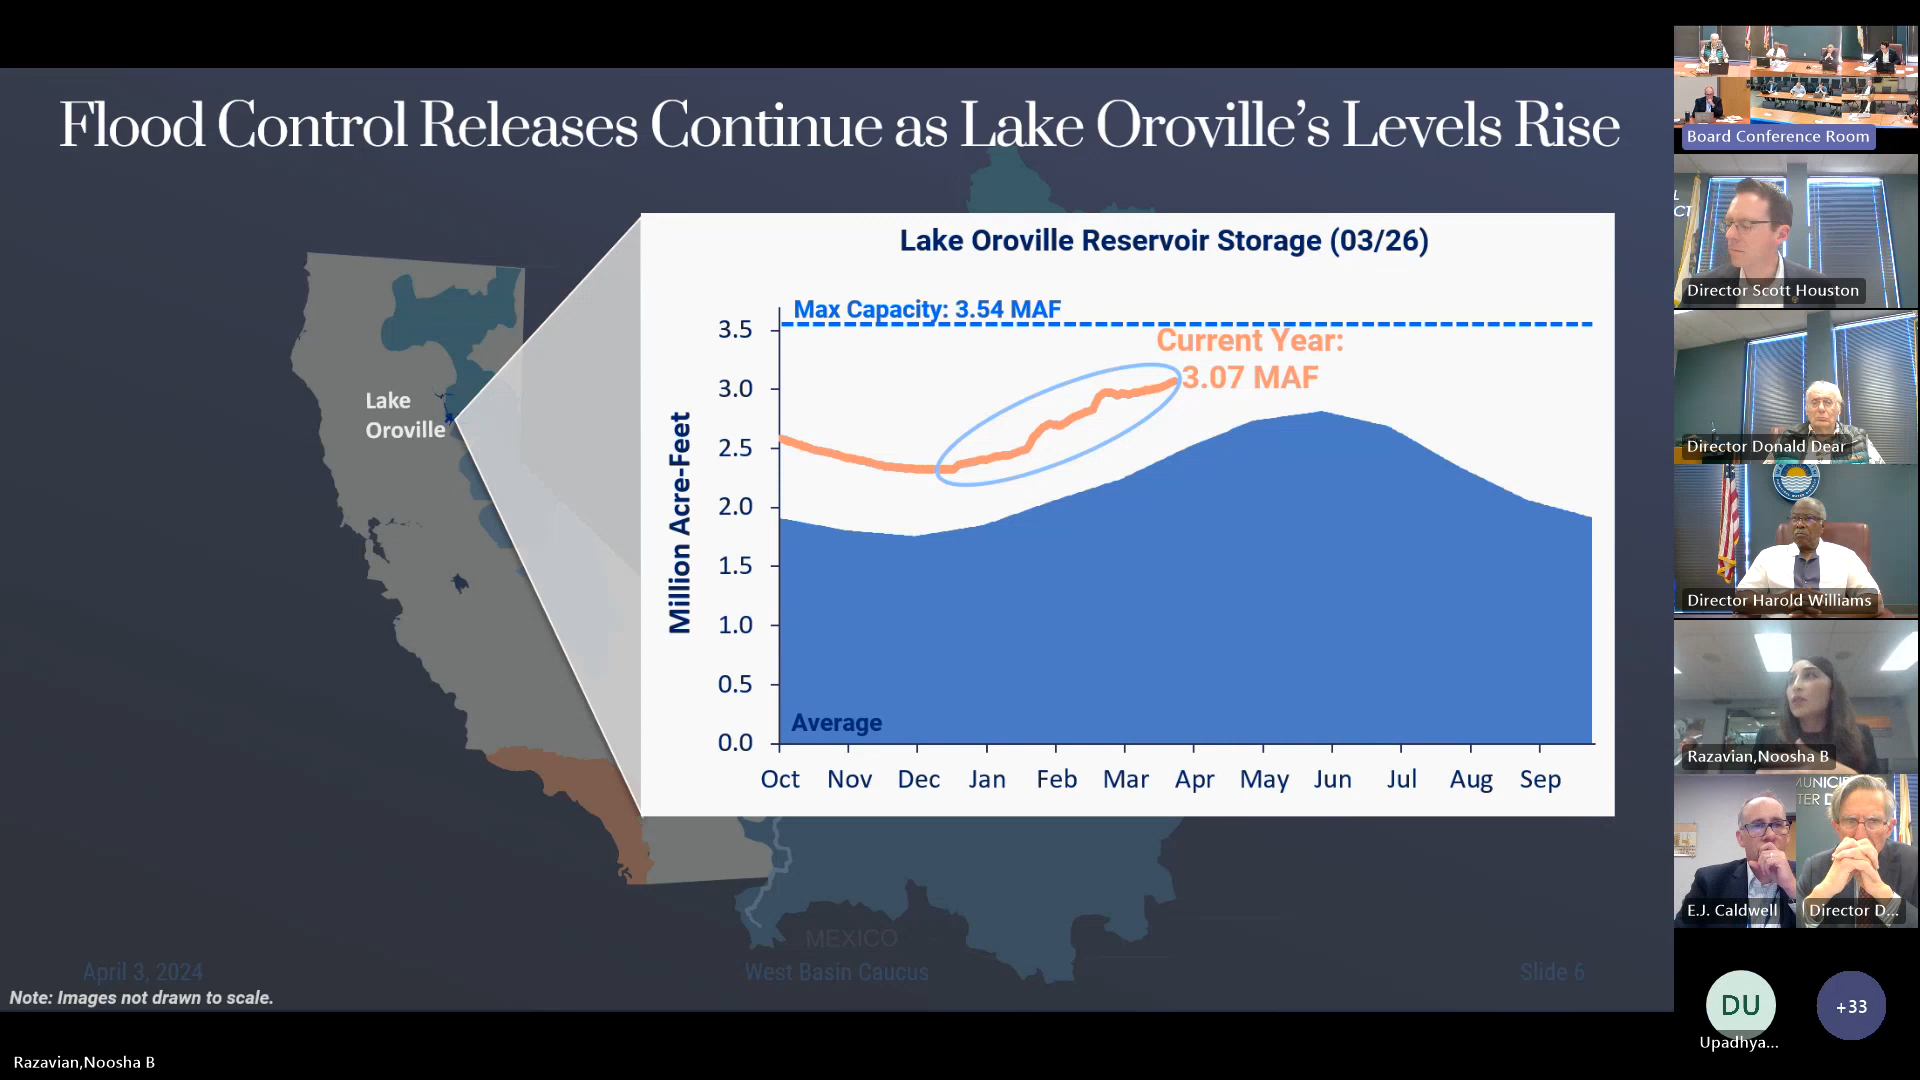 Flood Control Releases Continue as Lake Oroville’s Levels Rise
Lake
Oroville
Lake Oroville Reservoir Storage (03/26)
Max Capacity: 3.54 MAF
Current Year:
3.07 MAF
Million Acre-Feet
3.5
3.0
2.5
2.0
1.5
1.0
0.5
0.0
Average
Oct Nov Dec Jan Feb Mar Apr May Jun Jul Aug Sep
MEXICO
April 3, 2024
West Basin Caucus
Slide 6
Note: Images not drawn to scale.
Razavian,Noosha B
Board Conference Room
Director Scott Houston
Director Donald Dear
Director Harold Williams
Razavian,Noosha B
E.J. Caldwell
Director D...
DU
Upadhya...
+33